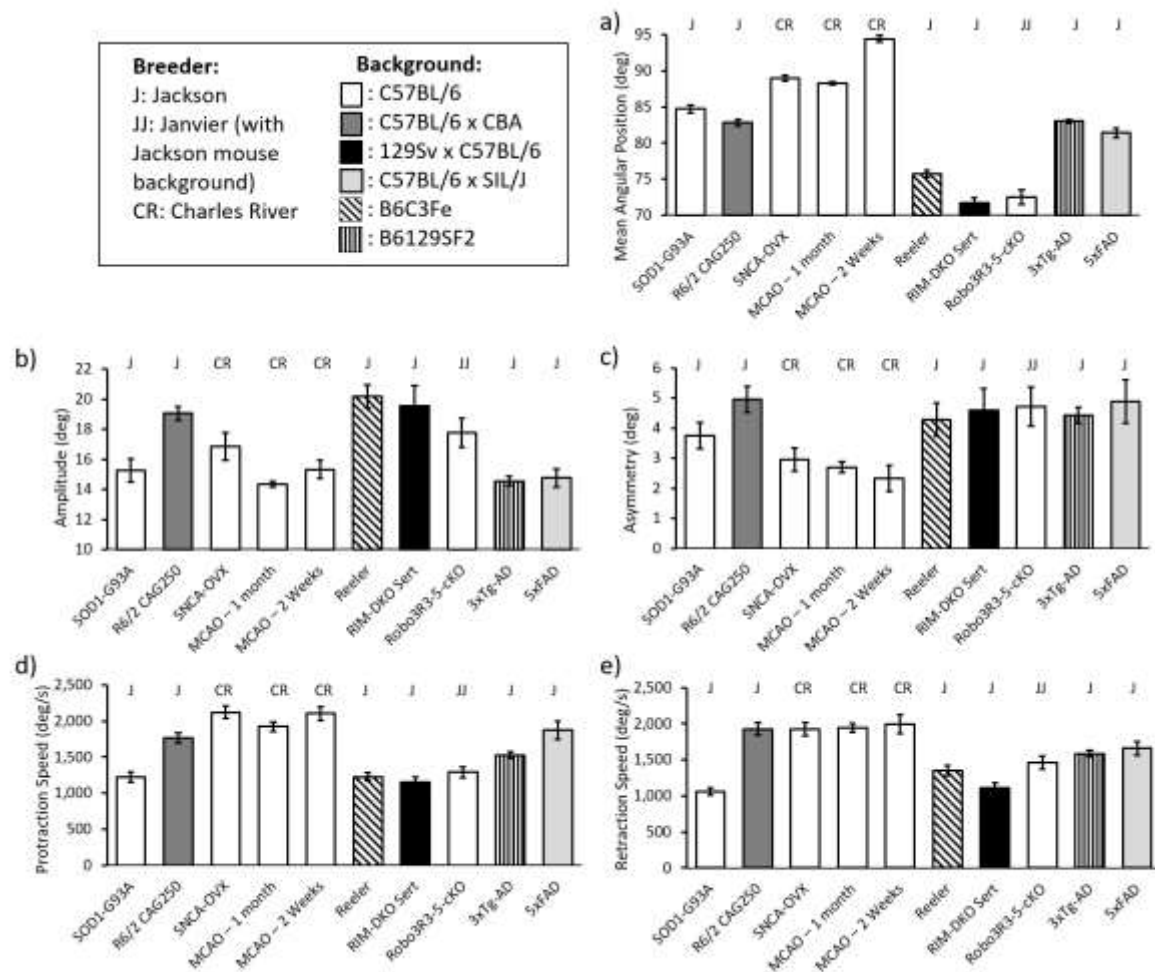 Breeder:
J: Jackson
JJ: Janvier (with
Jackson mouse
background)
CR: Charles River
Background:
: C57BL/6
: C57BL/6 x CBA
: 129Sv x C57BL/6
: C57BL/6 x SIL/J
: B6C3Fe
: B6129SF2
a)
J J CR CR CR J J JJ J J
Mean Angular Position (deg)
95
90
85
80
75
70
SOD1-G93A
R6/2 CAG250
SNCA-OVX
MCAO – 1 month
MCAO – 2 Weeks
Reeler
RIM-DKO Sert
Robo3R3-5-cKO
3xTg-AD
5xFAD
b)
J J CR CR CR J J JJ J J
Amplitude (deg)
22
20
18
16
14
12
10
SOD1-G93A
R6/2 CAG250
SNCA-OVX
MCAO – 1 month
MCAO – 2 Weeks
Reeler
RIM-DKO Sert
Robo3R3-5-cKO
3xTg-AD
5xFAD
c)
J J CR CR CR J J JJ J J
Asymmetry (deg)
6
5
4
3
2
1
0
SOD1-G93A
R6/2 CAG250
SNCA-OVX
MCAO – 1 month
MCAO – 2 Weeks
Reeler
RIM-DKO Sert
Robo3R3-5-cKO
3xTg-AD
5xFAD
d)
J J CR CR CR J J JJ J J
Protraction Speed (deg/s)
2,500
2,000
1,500
1,000
500
0
SOD1-G93A
R6/2 CAG250
SNCA-OVX
MCAO – 1 month
MCAO – 2 Weeks
Reeler
RIM-DKO Sert
Robo3R3-5-cKO
3xTg-AD
5xFAD
e)
J J CR CR CR J J JJ J J
Retraction Speed (deg/s)
2,500
2,000
1,500
1,000
500
0
SOD1-G93A
R6/2 CAG250
SNCA-OVX
MCAO – 1 month
MCAO – 2 Weeks
Reeler
RIM-DKO Sert
Robo3R3-5-cKO
3xTg-AD
5xFAD